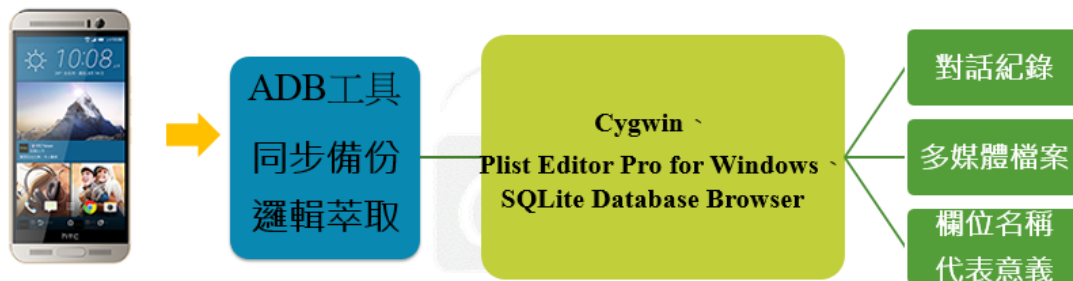 10:08
hTC
ADB工具
同步備份
邏輯萃取
Cygwin、
Plist Editor Pro for Windows、
SQLite Database Browser
對話紀錄
多媒體檔案
欄位名稱
代表意義